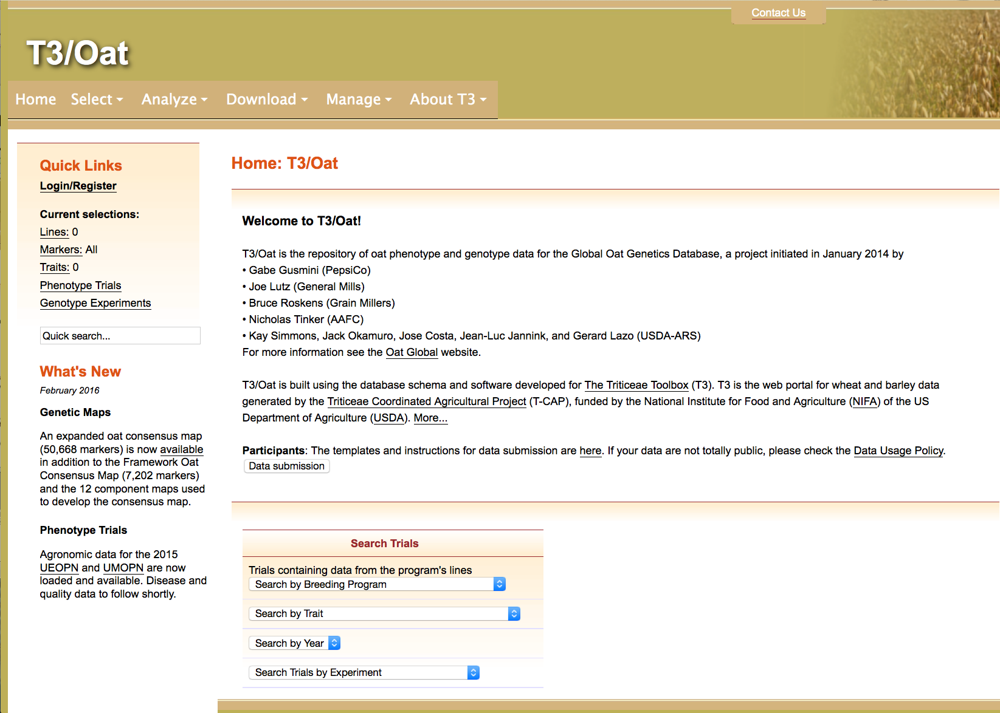 Contact Us
T3/Oat
Home Select Analyze Download Manage About T3
Quick Links
Login/Register
Current selections:
Lines: 0
Markers: All
Traits: 0
Phenotype Trials
Genotype Experiments
Quick search...
What's New
February 2016
Genetic Maps
An expanded oat consensus map
(50,668 markers) is now available
in addition to the Framework Oat
Consensus Map (7,202 markers)
and the 12 component maps used
to develop the consensus map.
Phenotype Trials
Agronomic data for the 2015
UEOPN and UMOPN are now
loaded and available. Disease and
quality data to follow shortly.
Home: T3/Oat
Welcome to T3/Oat!
T3/Oat is the repository of oat phenotype and genotype data for the Global Oat Genetics Database, a project initiated in January 2014 by
• Gabe Gusmini (PepsiCo)
• Joe Lutz (General Mills)
• Bruce Roskens (Grain Millers)
• Nicholas Tinker (AAFC)
• Kay Simmons, Jack Okamuro, Jose Costa, Jean-Luc Jannink, and Gerard Lazo (USDA-ARS)
For more information see the Oat Global website.
T3/Oat is built using the database schema and software developed for The Triticeae Toolbox (T3). T3 is the web portal for wheat and barley data
generated by the Triticeae Coordinated Agricultural Project (T-CAP), funded by the National Institute for Food and Agriculture (NIFA) of the US
Department of Agriculture (USDA). More...
Participants: The templates and instructions for data submission are here. If your data are not totally public, please check the Data Usage Policy.
Data submission
Search Trials
Trials containing data from the program's lines
Search by Breeding Program
Search by Trait
Search by Year
Search Trials by Experiment